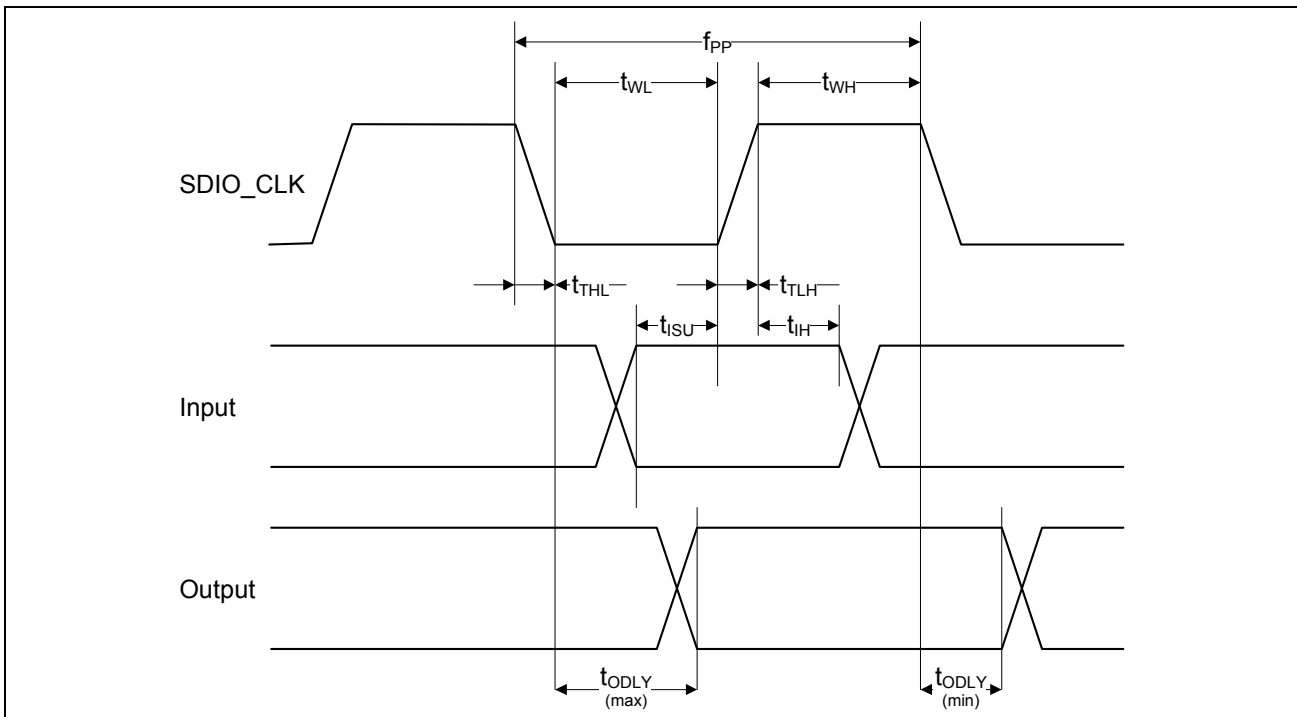 fPP
tWL
tWH
SDIO_CLK
tTHL
tTLH
tISU
tIH
Input
Output
tODLY
(max)
tODLY
(min)